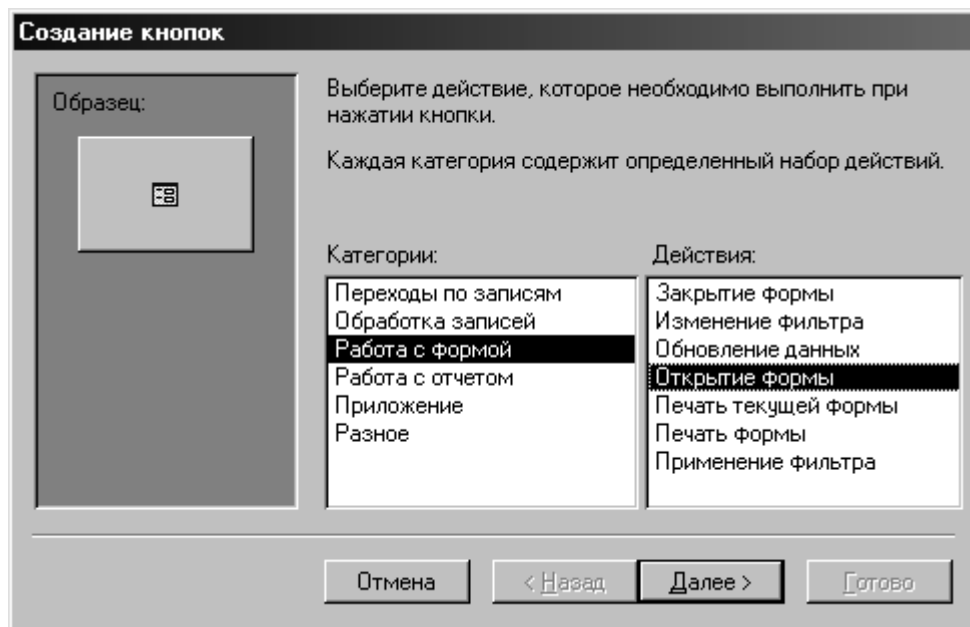 Создание кнопок
Образец:
Выберите действие, которое необходимо выполнить при
нажатии кнопки.
Каждая категория содержит определенный набор действий.
Категории:
Переходы по записям
Обработка записей
Работа с формой
Работа с отчетом
Приложение
Разное
Действия:
Закрытие формы
Изменение фильтра
Обновление данных
Открытие формы
Печать текущей формы
Печать формы
Применение фильтра
Отмена
< Назад
Далее >
Готово